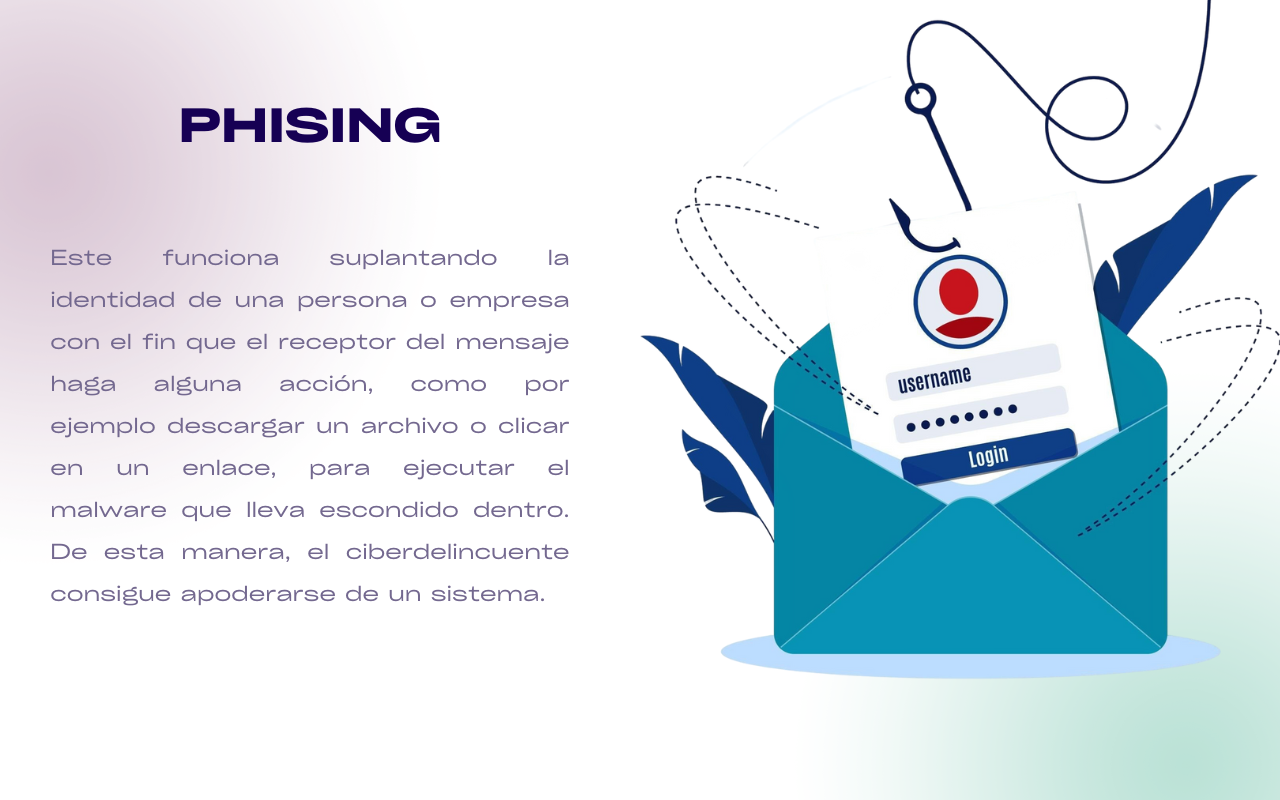 PHISING
Este funciona suplantando la
identidad de una persona o empresa
con el fin que el receptor del mensaje
haga alguna acción, como por
ejemplo descargar un archivo o clicar
en un enlace, para ejecutar el
malware que lleva escondido dentro.
De esta manera, el ciberdelincuente
consigue apoderarse de un sistema.
username
Login